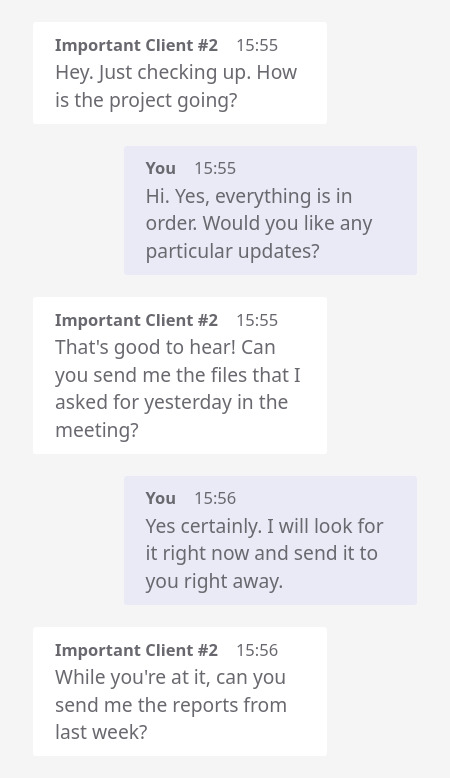 Important Client #2 15:55
Hey. Just checking up. How
is the project going?
You 15:55
Hi. Yes, everything is in
order. Would you like any
particular updates?
Important Client #2 15:55
That's good to hear! Can
you send me the files that I
asked for yesterday in the
meeting?
You 15:56
Yes certainly. I will look for
it right now and send it to
you right away.
Important Client #2 15:56
While you're at it, can you
send me the reports from
last week?